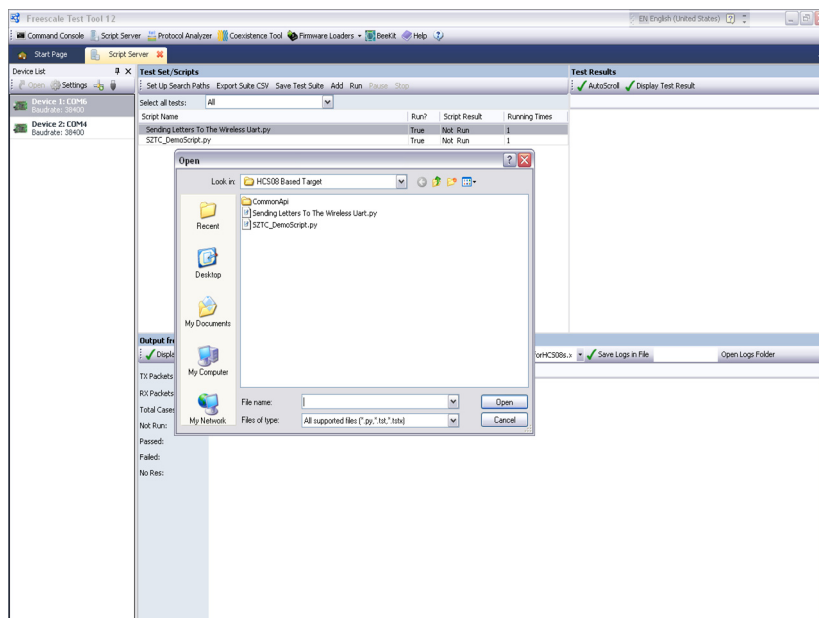 Freescale Test Tool 12
EN English (United States)
Command Console Script Server Protocol Analyzer Coexistence Tool Firmware Loaders BeeKit Help
Start Page Script Server
Device List
Open Settings
Device 1: COM6
Baudrate: 38400
Device 2: COM4
Baudrate: 38400
Test Set/Scripts
Set Up Search Paths Export Suite CSV Save Test Suite Add Run Pause Stop
Select all tests: All
Script Name Run? Script Result Running Times
Sending Letters To The Wireless Uart.py True Not Run 1
SZTC_DemoScript.py True Not Run 1
Test Results
AutoScroll Display Test Result
Open
Look in: HCS08 Based Target
CommonApi
Sending Letters To The Wireless Uart.py
SZTC_DemoScript.py
Recent
Desktop
My Documents
My Computer
My Network
File name: Open
Files of type: All supported files (*.py,*.tst,*.tstx) Cancel
Output fr
Displa
orHCS08s.x Save Logs in File Open Logs Folder
TX Packets
RX Packets
Total Case
Not Run:
Passed:
Failed:
No Res: